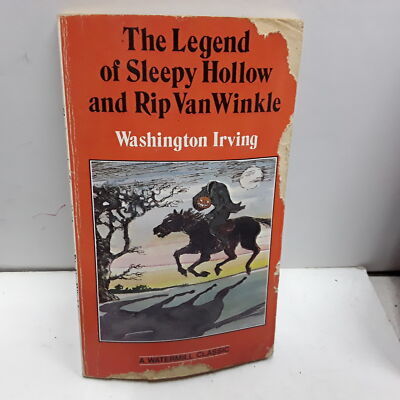 The Legend
of Sleepy Hollow
and Rip Van Winkle
Washington Irving
A WATERMILL CLASSIC